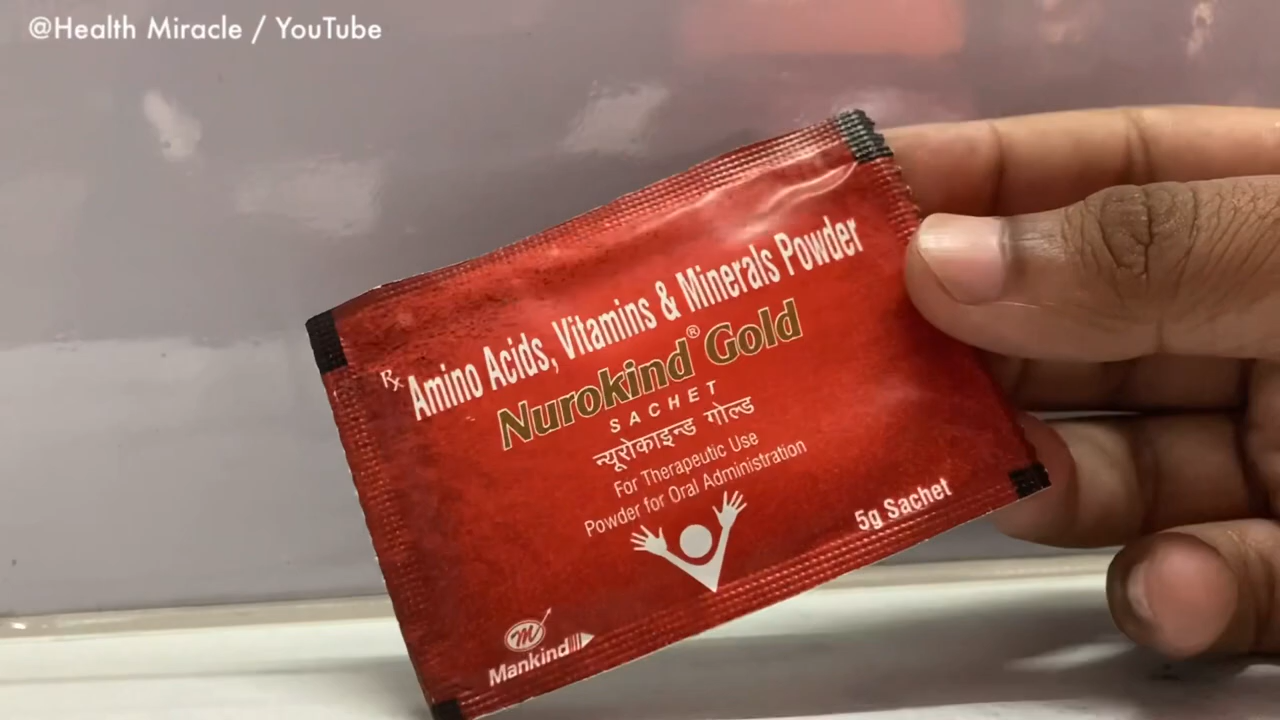 @Health Miracle / YouTube
Rx Amino Acids, Vitamins & Minerals Powder
Nurokind® Gold
SACHET
न्यूरोकाइन्ड गोल्ड
For Therapeutic Use
Powder for Oral Administration
5g Sachet
m
Mankind